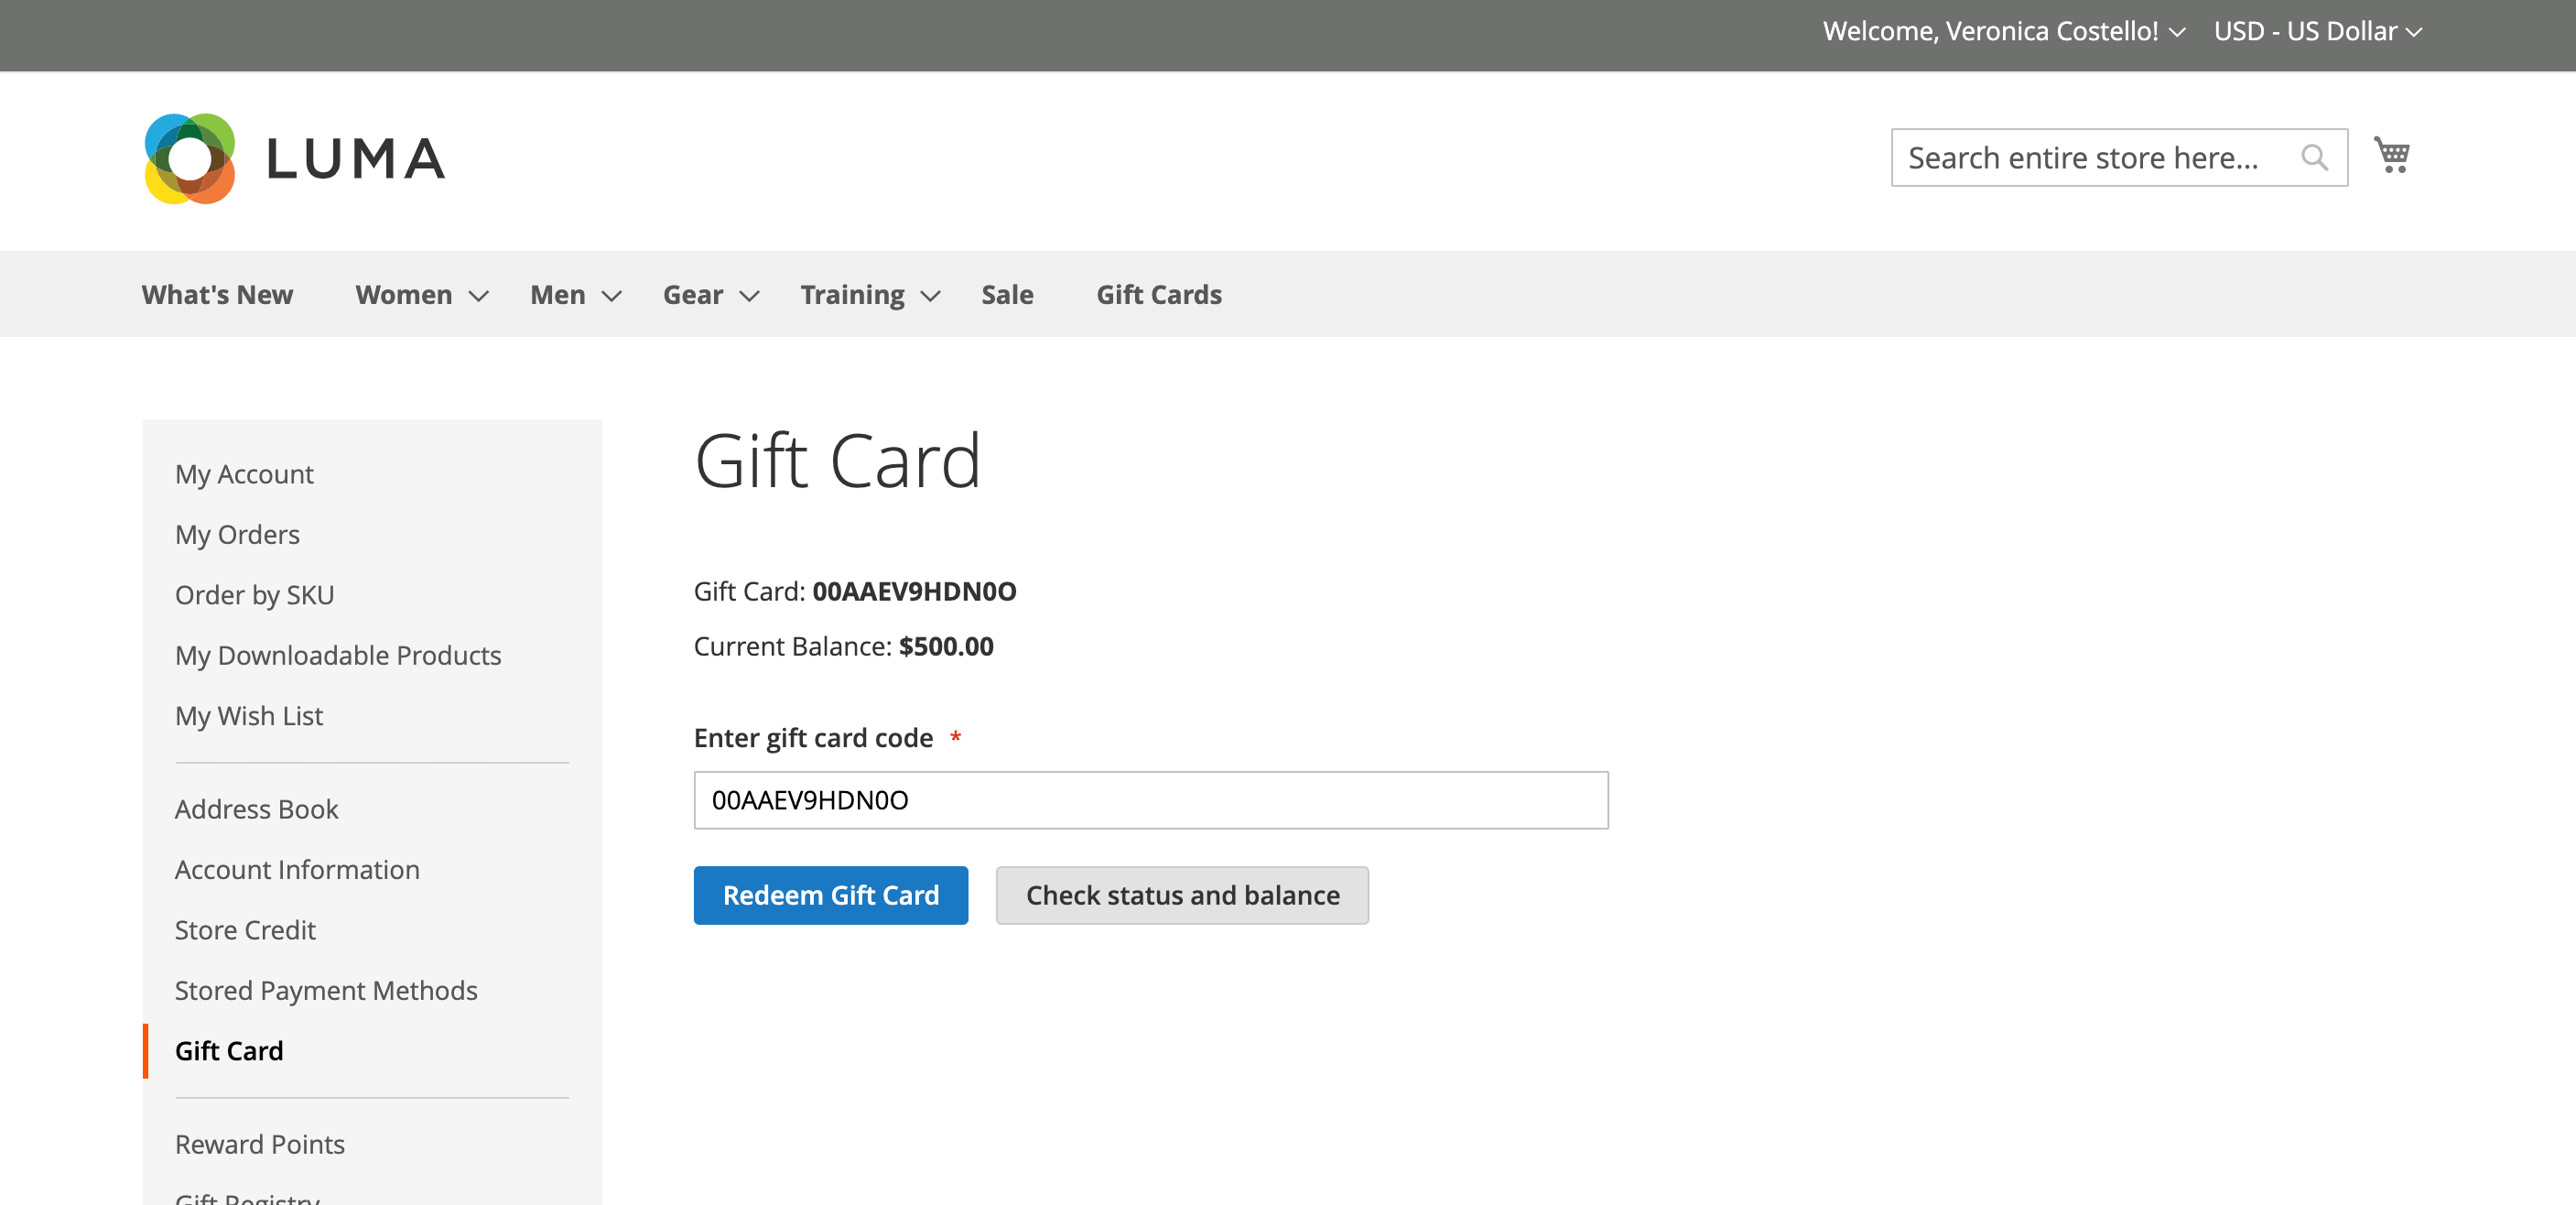 Welcome, Veronica Costello! USD - US Dollar
LUMA
Search entire store here...
What's New Women Men Gear Training Sale Gift Cards
My Account
My Orders
Order by SKU
My Downloadable Products
My Wish List
Address Book
Account Information
Store Credit
Stored Payment Methods
Gift Card
Reward Points
Gift Registry
Gift Card
Gift Card: 00AAEV9HDN0O
Current Balance: $500.00
Enter gift card code *
00AAEV9HDN0O
Redeem Gift Card Check status and balance